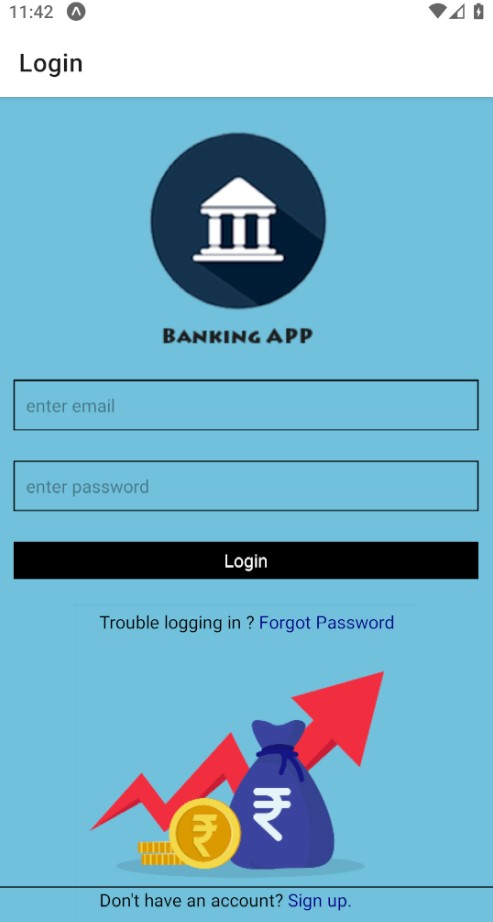 11:42
Login
BANKING APP
enter email
enter password
Login
Trouble logging in ? Forgot Password
₹
₹
Don't have an account? Sign up.